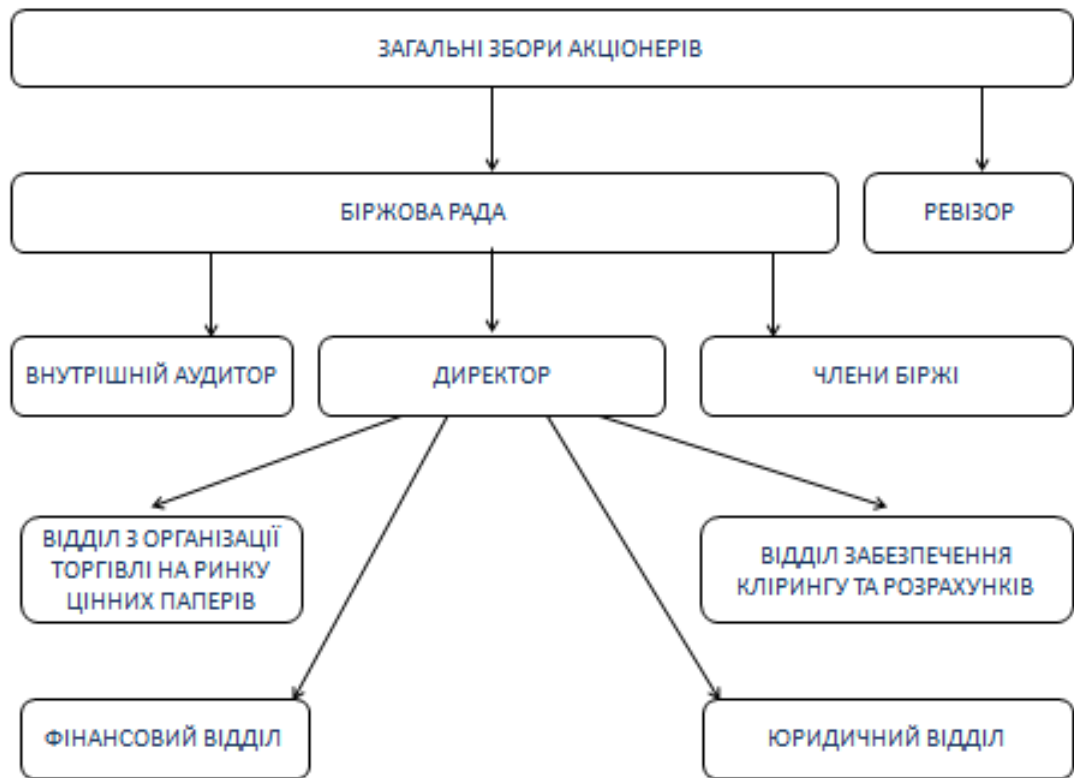 ЗАГАЛЬНІ ЗБОРИ АКЦІОНЕРІВ
БІРЖОВА РАДА
РЕВІЗОР
ВНУТРІШНІЙ АУДИТОР
ДИРЕКТОР
ЧЛЕНИ БІРЖІ
ВІДДІЛ З ОРГАНІЗАЦІЇ
ТОРГІВЛІ НА РИНКУ
ЦІННИХ ПАПЕРІВ
ВІДДІЛ ЗАБЕЗПЕЧЕННЯ
КЛІРИНГУ ТА РОЗРАХУНКІВ
ФІНАНСОВИЙ ВІДДІЛ
ЮРИДИЧНИЙ ВІДДІЛ